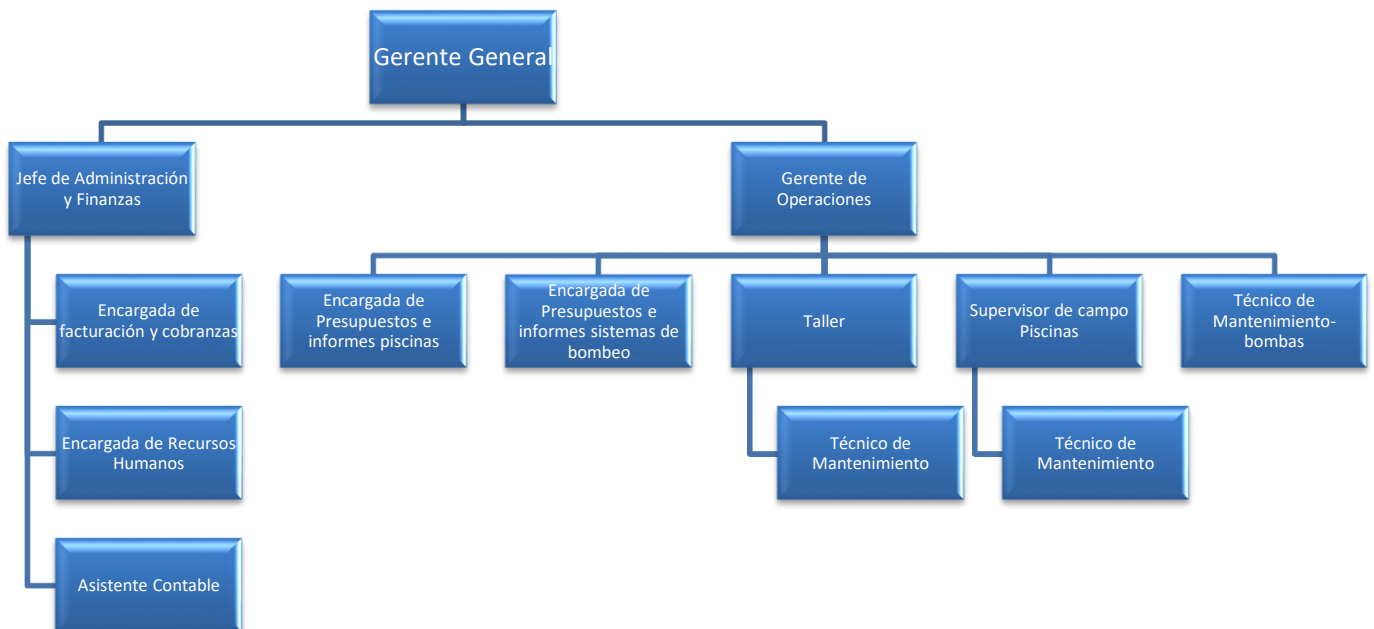 Gerente General
Jefe de Administración
y Finanzas
Gerente de
Operaciones
Encargada de
facturación y cobranzas
Encargada de
Presupuestos e
informes piscinas
Encargada de
Presupuestos e
informes sistemas de
bombeo
Taller
Supervisor de campo
Piscinas
Técnico de
Mantenimiento-
bombas
Encargada de Recursos
Humanos
Técnico de
Mantenimiento
Técnico de
Mantenimiento
Asistente Contable